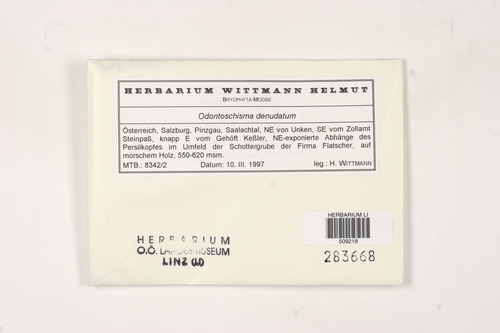 HERBARIUM WITTMANN HELMUT
BRYOPHYTA-MOOSE
Odontoschisma denudatum
Österreich, Salzburg, Pinzgau, Saalachtal, NE von Unken, SE vom Zollamt
Steinpaß, knapp E vom Gehöft Keßler, NE-exponierte Abhänge des
Persilkopfes im Umfeld der Schottergrube der Firma Flatscher, auf
morschem Holz, 550-620 msm.
MTB.: 8342/2 Datum: 10. III. 1997 leg.: H. WITTMANN
HERBARIUM LI
509218
283668
HERBARIUM
O.Ö. LANDESMUSEUM
LINZ (LI)